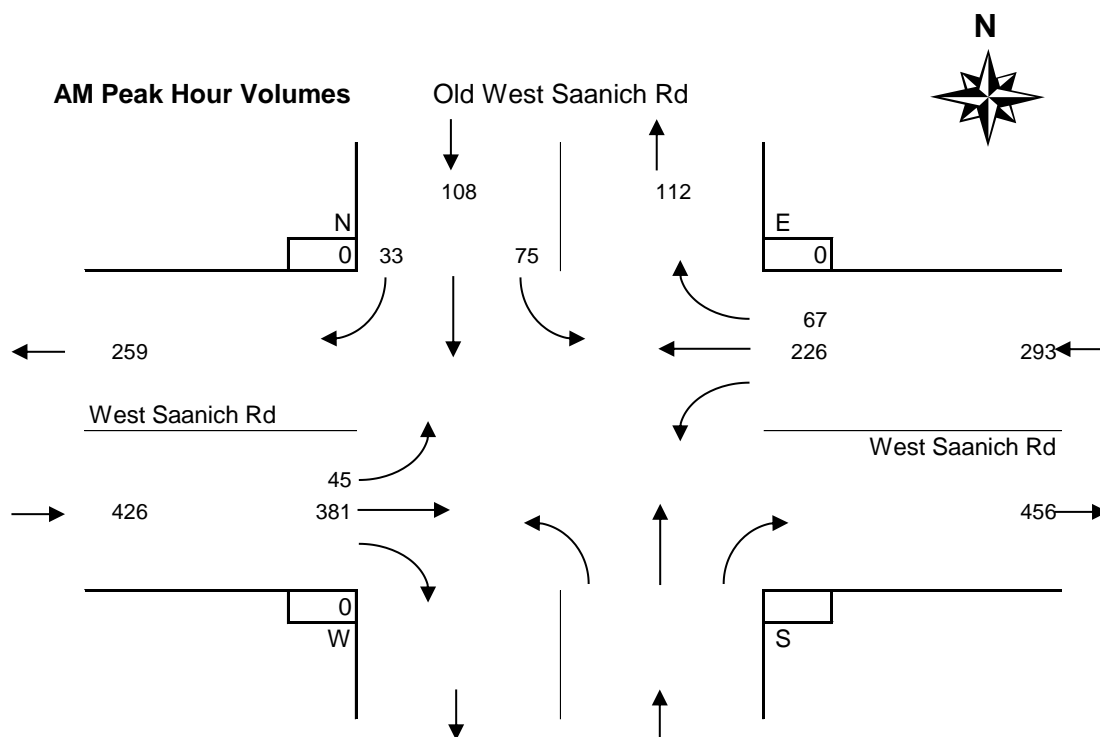 N
AM Peak Hour Volumes Old West Saanich Rd
108 112
N E
0 33 75 0
67
259 226 293
West Saanich Rd
West Saanich Rd
45
426 381 456
0
W S